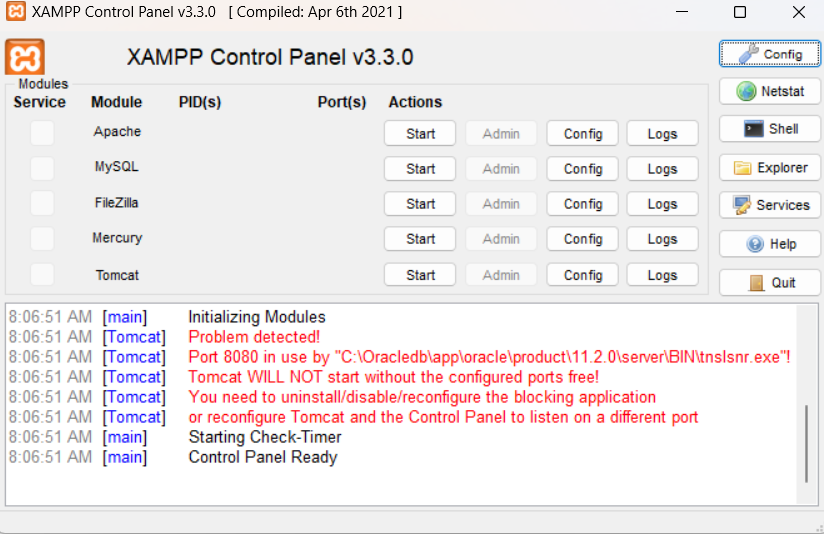 XAMPP Control Panel v3.3.0 [ Compiled: Apr 6th 2021 ]
XAMPP Control Panel v3.3.0
Config
Modules
Service Module PID(s) Port(s) Actions
Netstat
Apache Start Admin Config Logs
Shell
MySQL Start Admin Config Logs
Explorer
FileZilla Start Admin Config Logs
Services
Mercury Start Admin Config Logs
Help
Tomcat Start Admin Config Logs
Quit
8:06:51 AM [main] Initializing Modules
8:06:51 AM [Tomcat] Problem detected!
8:06:51 AM [Tomcat] Port 8080 in use by "C:\Oracledb\app\oracle\product\11.2.0\server\BIN\tnslsnr.exe"!
8:06:51 AM [Tomcat] Tomcat WILL NOT start without the configured ports free!
8:06:51 AM [Tomcat] You need to uninstall/disable/reconfigure the blocking application
8:06:51 AM [Tomcat] or reconfigure Tomcat and the Control Panel to listen on a different port
8:06:51 AM [main] Starting Check-Timer
8:06:51 AM [main] Control Panel Ready